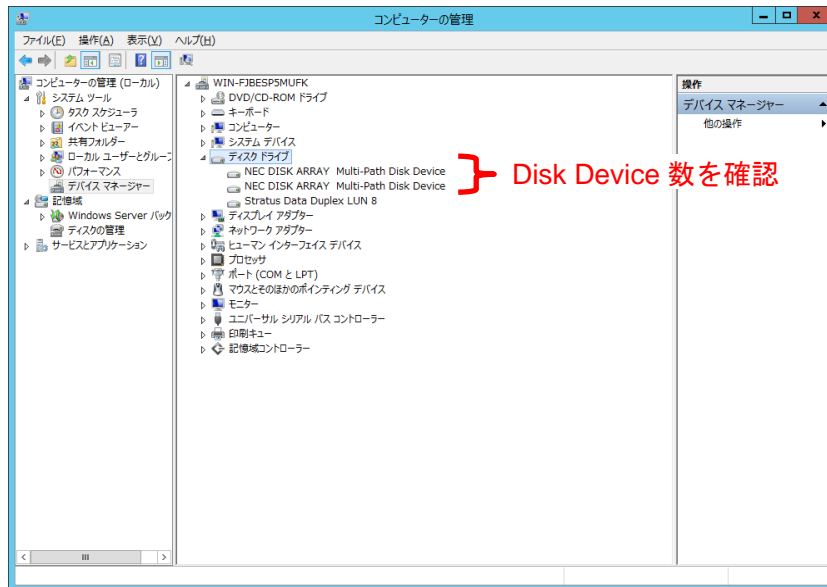 コンピューターの管理
ファイル(F) 操作(A) 表示(V) ヘルプ(H)
コンピューターの管理 (ローカル)
システム ツール
タスク スケジューラ
イベント ビューアー
共有フォルダー
ローカル ユーザーとグルーフ
パフォーマンス
デバイス マネージャー
記憶域
Windows Server バック
ディスクの管理
サービスとアプリケーション
WIN-FJBESP5MUFK
DVD/CD-ROM ドライブ
キーボード
コンピューター
システム デバイス
ディスク ドライブ
NEC DISK ARRAY Multi-Path Disk Device
NEC DISK ARRAY Multi-Path Disk Device
Stratus Data Duplex LUN 8
ディスプレイ アダプター
ネットワーク アダプター
ヒューマン インターフェイス デバイス
プロセッサ
ポート (COM と LPT)
マウスとそのほかのポインティング デバイス
モニター
ユニバーサル シリアル バス コントローラー
印刷キュー
記憶域コントローラー
Disk Device 数を確認
操作
デバイス マネージャー
他の操作